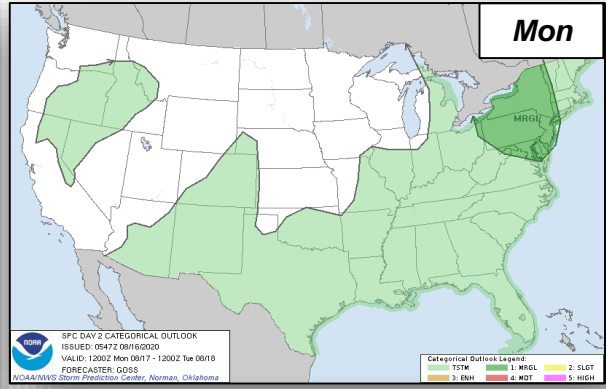 Mon
MRGL
NOAA
SPC DAY 2 CATEGORICAL OUTLOOK
ISSUED: 0547Z 08/16/2020
VALID: 1200Z Mon 08/17 - 1200Z Tue 08/18
FORECASTER: GOSS
NOAA/NWS Storm Prediction Center, Norman, Oklahoma
Categorical Outlook Legend:
TSTM 1: MRGL 2: SLGT
3: ENH 4: MDT 5: HIGH